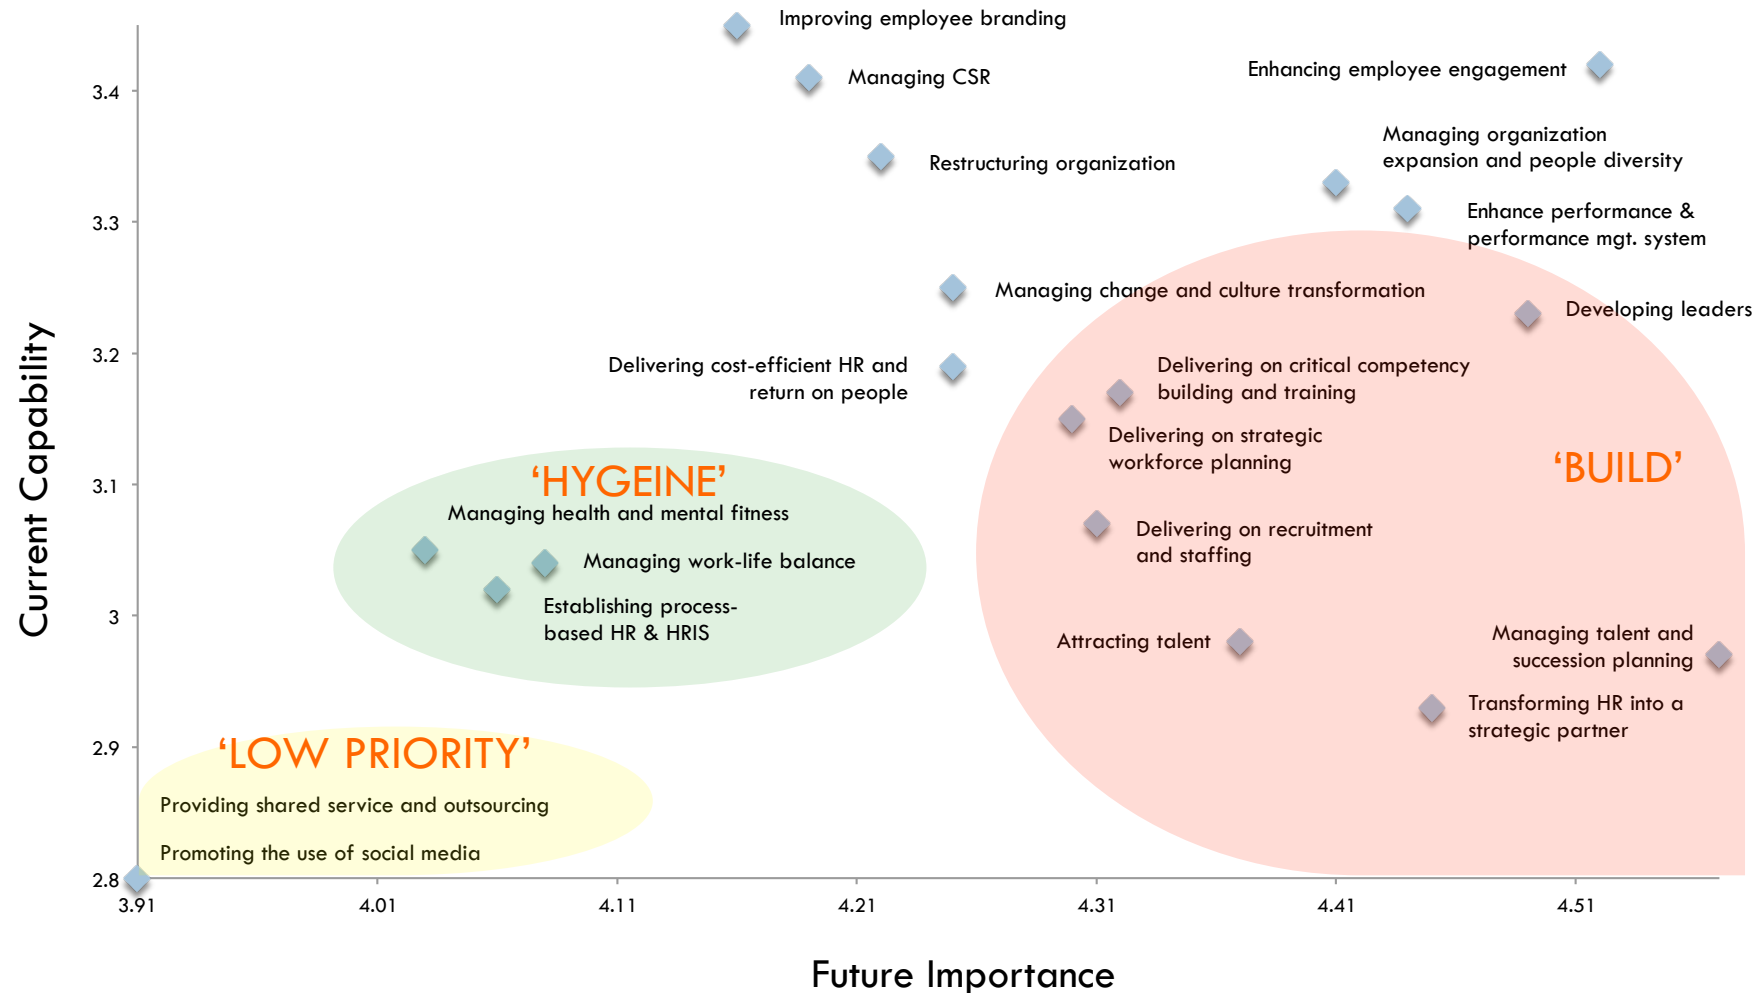 Improving employee branding
Managing CSR
Enhancing employee engagement
Managing organization
expansion and people diversity
Restructuring organization
Enhance performance &
performance mgt. system
Managing change and culture transformation
Developing leaders
Delivering cost-efficient HR and
return on people
Delivering on critical competency
building and training
Delivering on strategic
workforce planning
‘HYGEINE’
‘BUILD’
Managing health and mental fitness
Managing work-life balance
Establishing process-
based HR & HRIS
Delivering on recruitment
and staffing
Attracting talent
Managing talent and
succession planning
Transforming HR into a
strategic partner
‘LOW PRIORITY’
Providing shared service and outsourcing
Promoting the use of social media
Current Capability
3.4
3.3
3.2
3.1
3
2.9
2.8
3.91
4.01
4.11
4.21
4.31
4.41
4.51
Future Importance